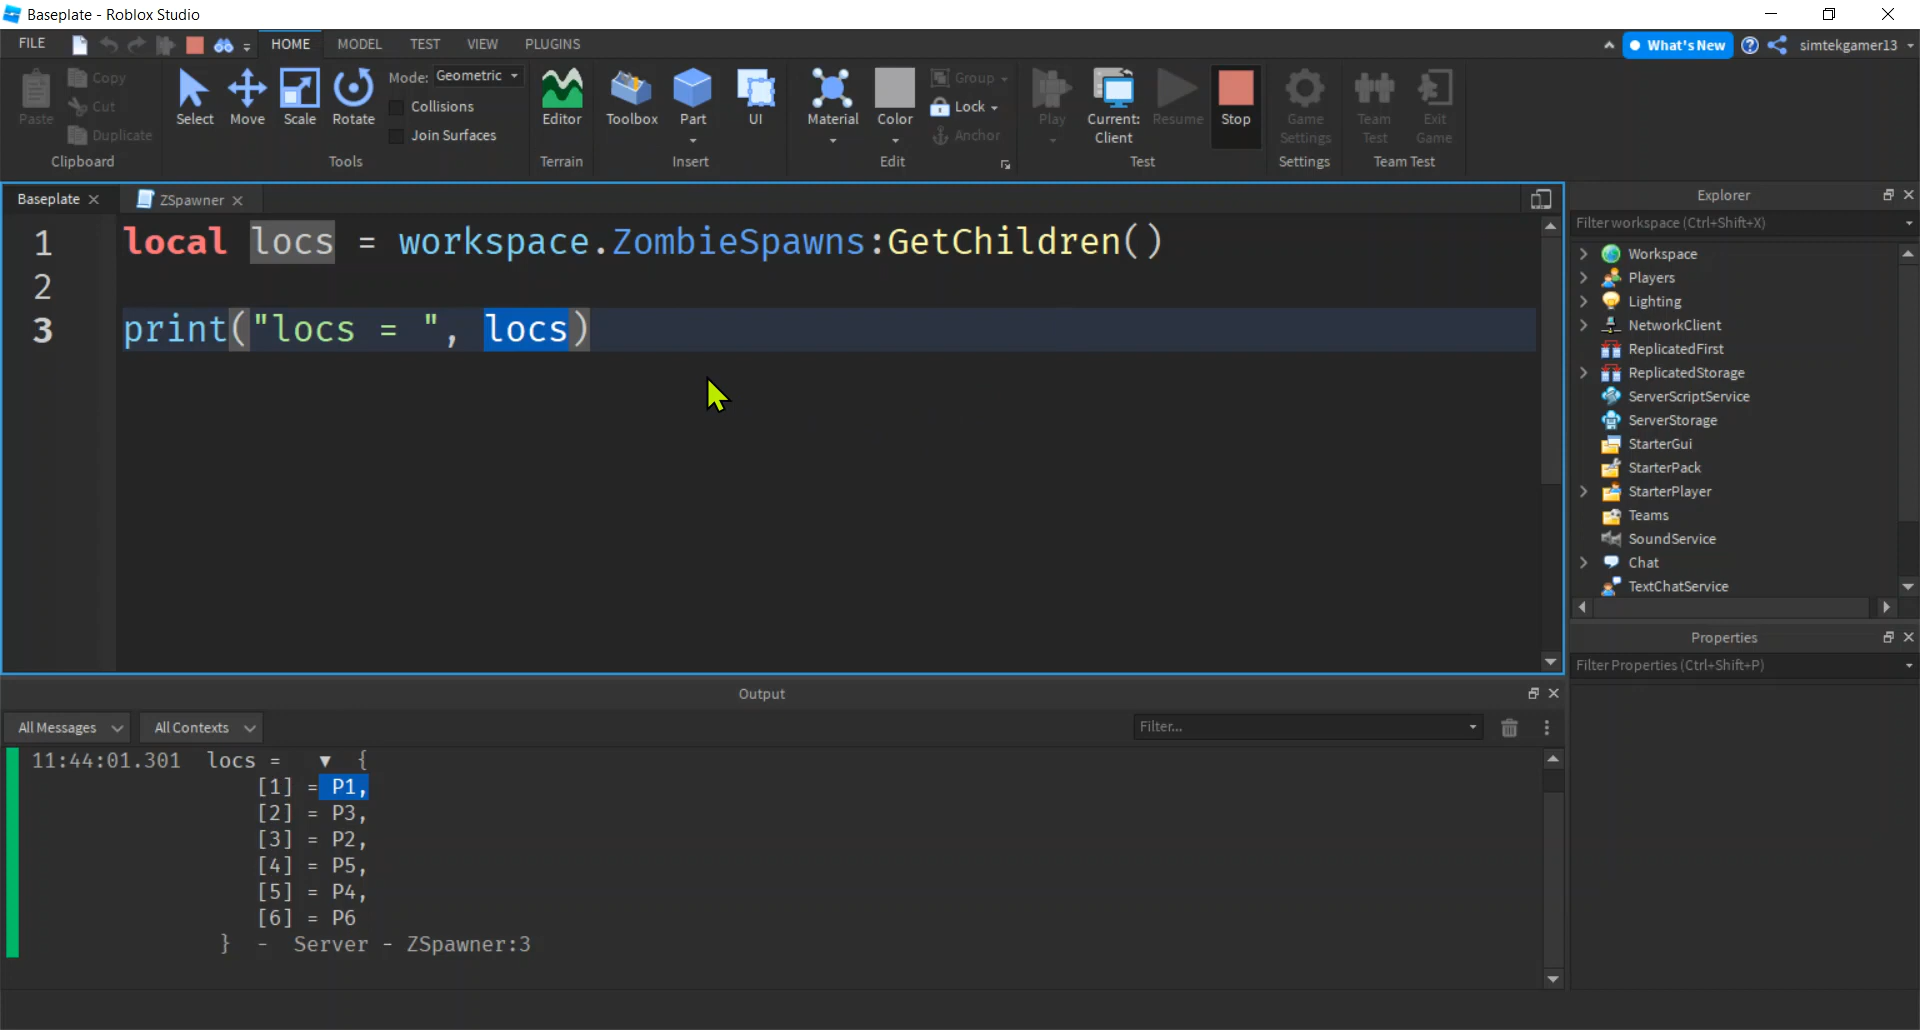 Baseplate - Roblox Studio
FILE HOME MODEL TEST VIEW PLUGINS What's New simtekgamer13
Paste Copy Cut Duplicate Clipboard
Select Move Scale Rotate Mode: Geometric Collisions Join Surfaces Tools
Editor Terrain
Toolbox Part UI Insert
Material Color Group Lock Anchor Edit
Play Current: Client Resume Stop Test
Game Settings Settings
Team Test Exit Game Team Test
Baseplate ZSpawner
1 local locs = workspace.ZombieSpawns:GetChildren()
2
3 print("locs = ", locs)
Explorer
Filter workspace (Ctrl+Shift+X)
Workspace
Players
Lighting
NetworkClient
ReplicatedFirst
ReplicatedStorage
ServerScriptService
ServerStorage
StarterGui
StarterPack
StarterPlayer
Teams
SoundService
Chat
TextChatService
Properties
Filter Properties (Ctrl+Shift+P)
Output
All Messages All Contexts Filter...
11:44:01.301 locs = ▼ {
[1] = P1,
[2] = P3,
[3] = P2,
[4] = P5,
[5] = P4,
[6] = P6
} - Server - ZSpawner:3